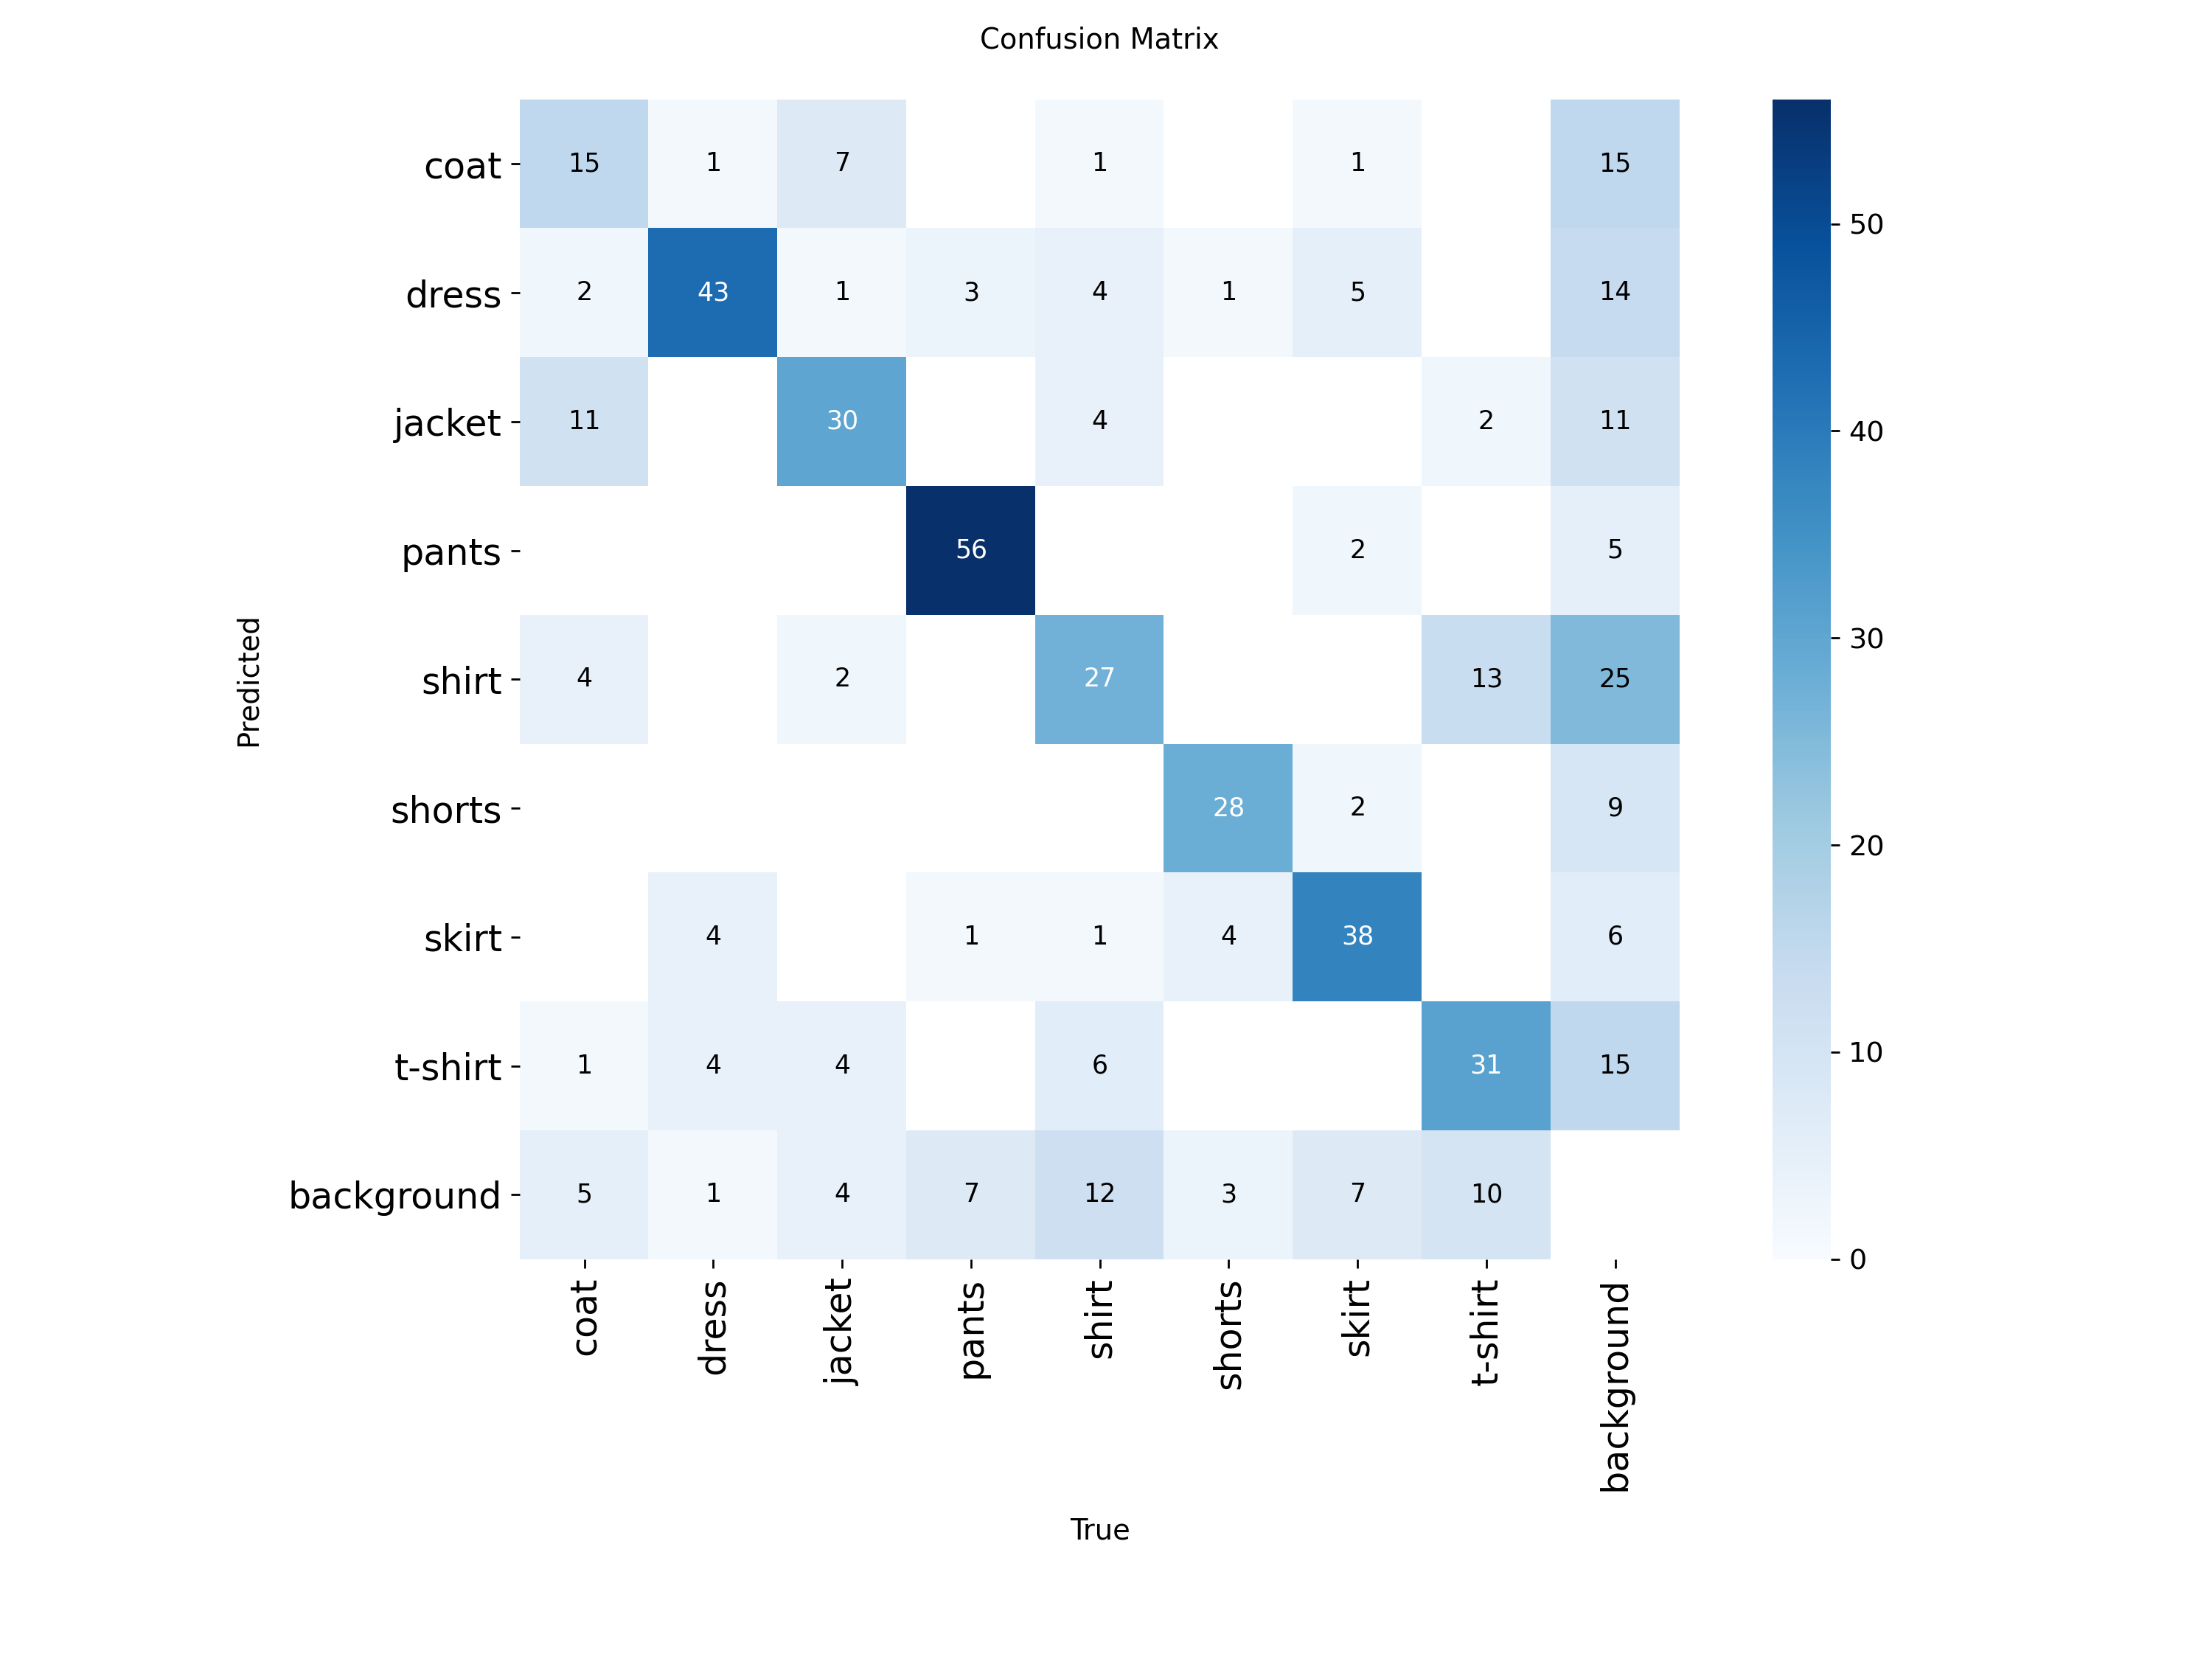 Confusion Matrix
coat 15 1 7 1 1 15
dress 2 43 1 3 4 1 5 14
jacket 11 30 4 2 11
pants 56 2 5
shirt 4 2 27 13 25
shorts 28 2 9
skirt 4 1 1 4 38 6
t-shirt 1 4 4 6 31 15
background 5 1 4 7 12 3 7 10
coat dress jacket pants shirt shorts skirt t-shirt background
True
Predicted
50
40
30
20
10
0